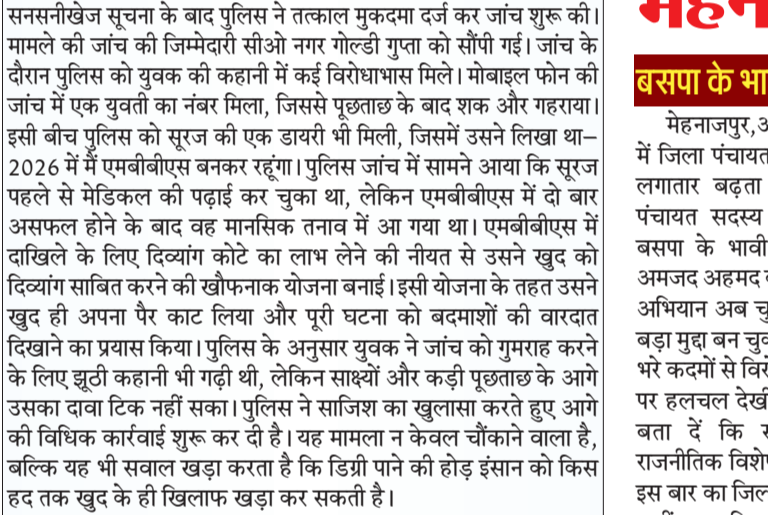 सनसनीखेज सूचना के बाद पुलिस ने तत्काल मुकदमा दर्ज कर जांच शुरू की।
मामले की जांच की जिम्मेदारी सीओ नगर गोल्डी गुप्ता को सौंपी गई। जांच के
दौरान पुलिस को युवक की कहानी में कई विरोधाभास मिले। मोबाइल फोन की
जांच में एक युवती का नंबर मिला, जिससे पूछताछ के बाद शक और गहराया।
इसी बीच पुलिस को सूरज की एक डायरी भी मिली, जिसमें उसने लिखा था–
2026 में मैं एमबीबीएस बनकर रहूंगा। पुलिस जांच में सामने आया कि सूरज
पहले से मेडिकल की पढ़ाई कर चुका था, लेकिन एमबीबीएस में दो बार
असफल होने के बाद वह मानसिक तनाव में आ गया था। एमबीबीएस में
दाखिले के लिए दिव्यांग कोटे का लाभ लेने की नीयत से उसने खुद को
दिव्यांग साबित करने की खौफनाक योजना बनाई। इसी योजना के तहत उसने
खुद ही अपना पैर काट लिया और पूरी घटना को बदमाशों की वारदात
दिखाने का प्रयास किया। पुलिस के अनुसार युवक ने जांच को गुमराह करने
के लिए झूठी कहानी भी गढ़ी थी, लेकिन साक्ष्यों और कड़ी पूछताछ के आगे
उसका दावा टिक नहीं सका। पुलिस ने साजिश का खुलासा करते हुए आगे
की विधिक कार्रवाई शुरू कर दी है। यह मामला न केवल चौंकाने वाला है,
बल्कि यह भी सवाल खड़ा करता है कि डिग्री पाने की होड़ इंसान को किस
हद तक खुद के ही खिलाफ खड़ा कर सकती है।
बसपा के भा
मेहनाजपुर,
में जिला पंचायत
लगातार बढ़ता
पंचायत सदस्य
बसपा के भावी
अमजद अहमद
अभियान अब
बड़ा मुद्दा बन
भरे कदमों से
पर हलचल
बता दें कि
राजनीतिक
इस बार का